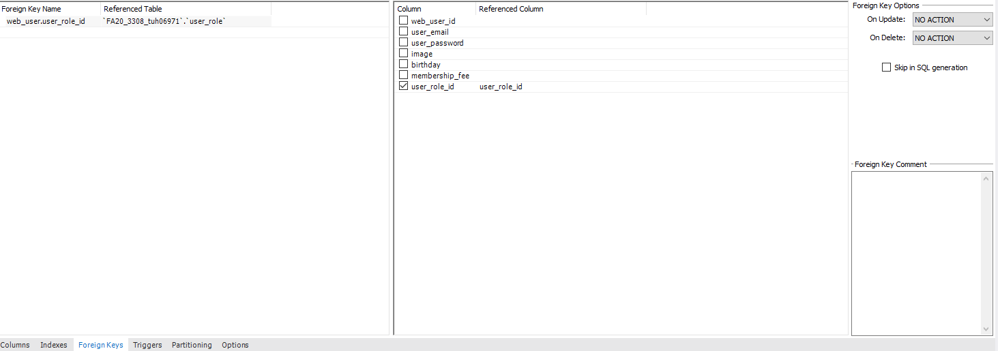 Foreign Key Name Referenced Table
web_user.user_role_id `FA20_3308_tuh06971`.`user_role`
Column Referenced Column
web_user_id
user_email
user_password
image
birthday
membership_fee
user_role_id user_role_id
Foreign Key Options
On Update: NO ACTION
On Delete: NO ACTION
Skip in SQL generation
Foreign Key Comment
Columns Indexes Foreign Keys Triggers Partitioning Options